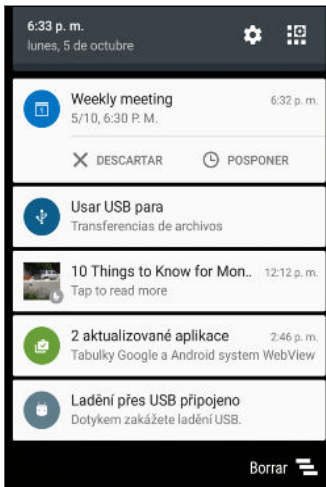 6:33 p. m.
lunes, 5 de octubre
Weekly meeting 6:32 p. m.
5/10, 6:30 P. M.
DESCARTAR POSPONER
Usar USB para
Transferencias de archivos
10 Things to Know for Mon.. 12:12 p. m.
Tap to read more
2 aktualizované aplikace 2:46 p. m.
Tabulky Google a Android system WebView
Ladění přes USB připojeno
Dotykem zakážete ladění USB.
Borrar